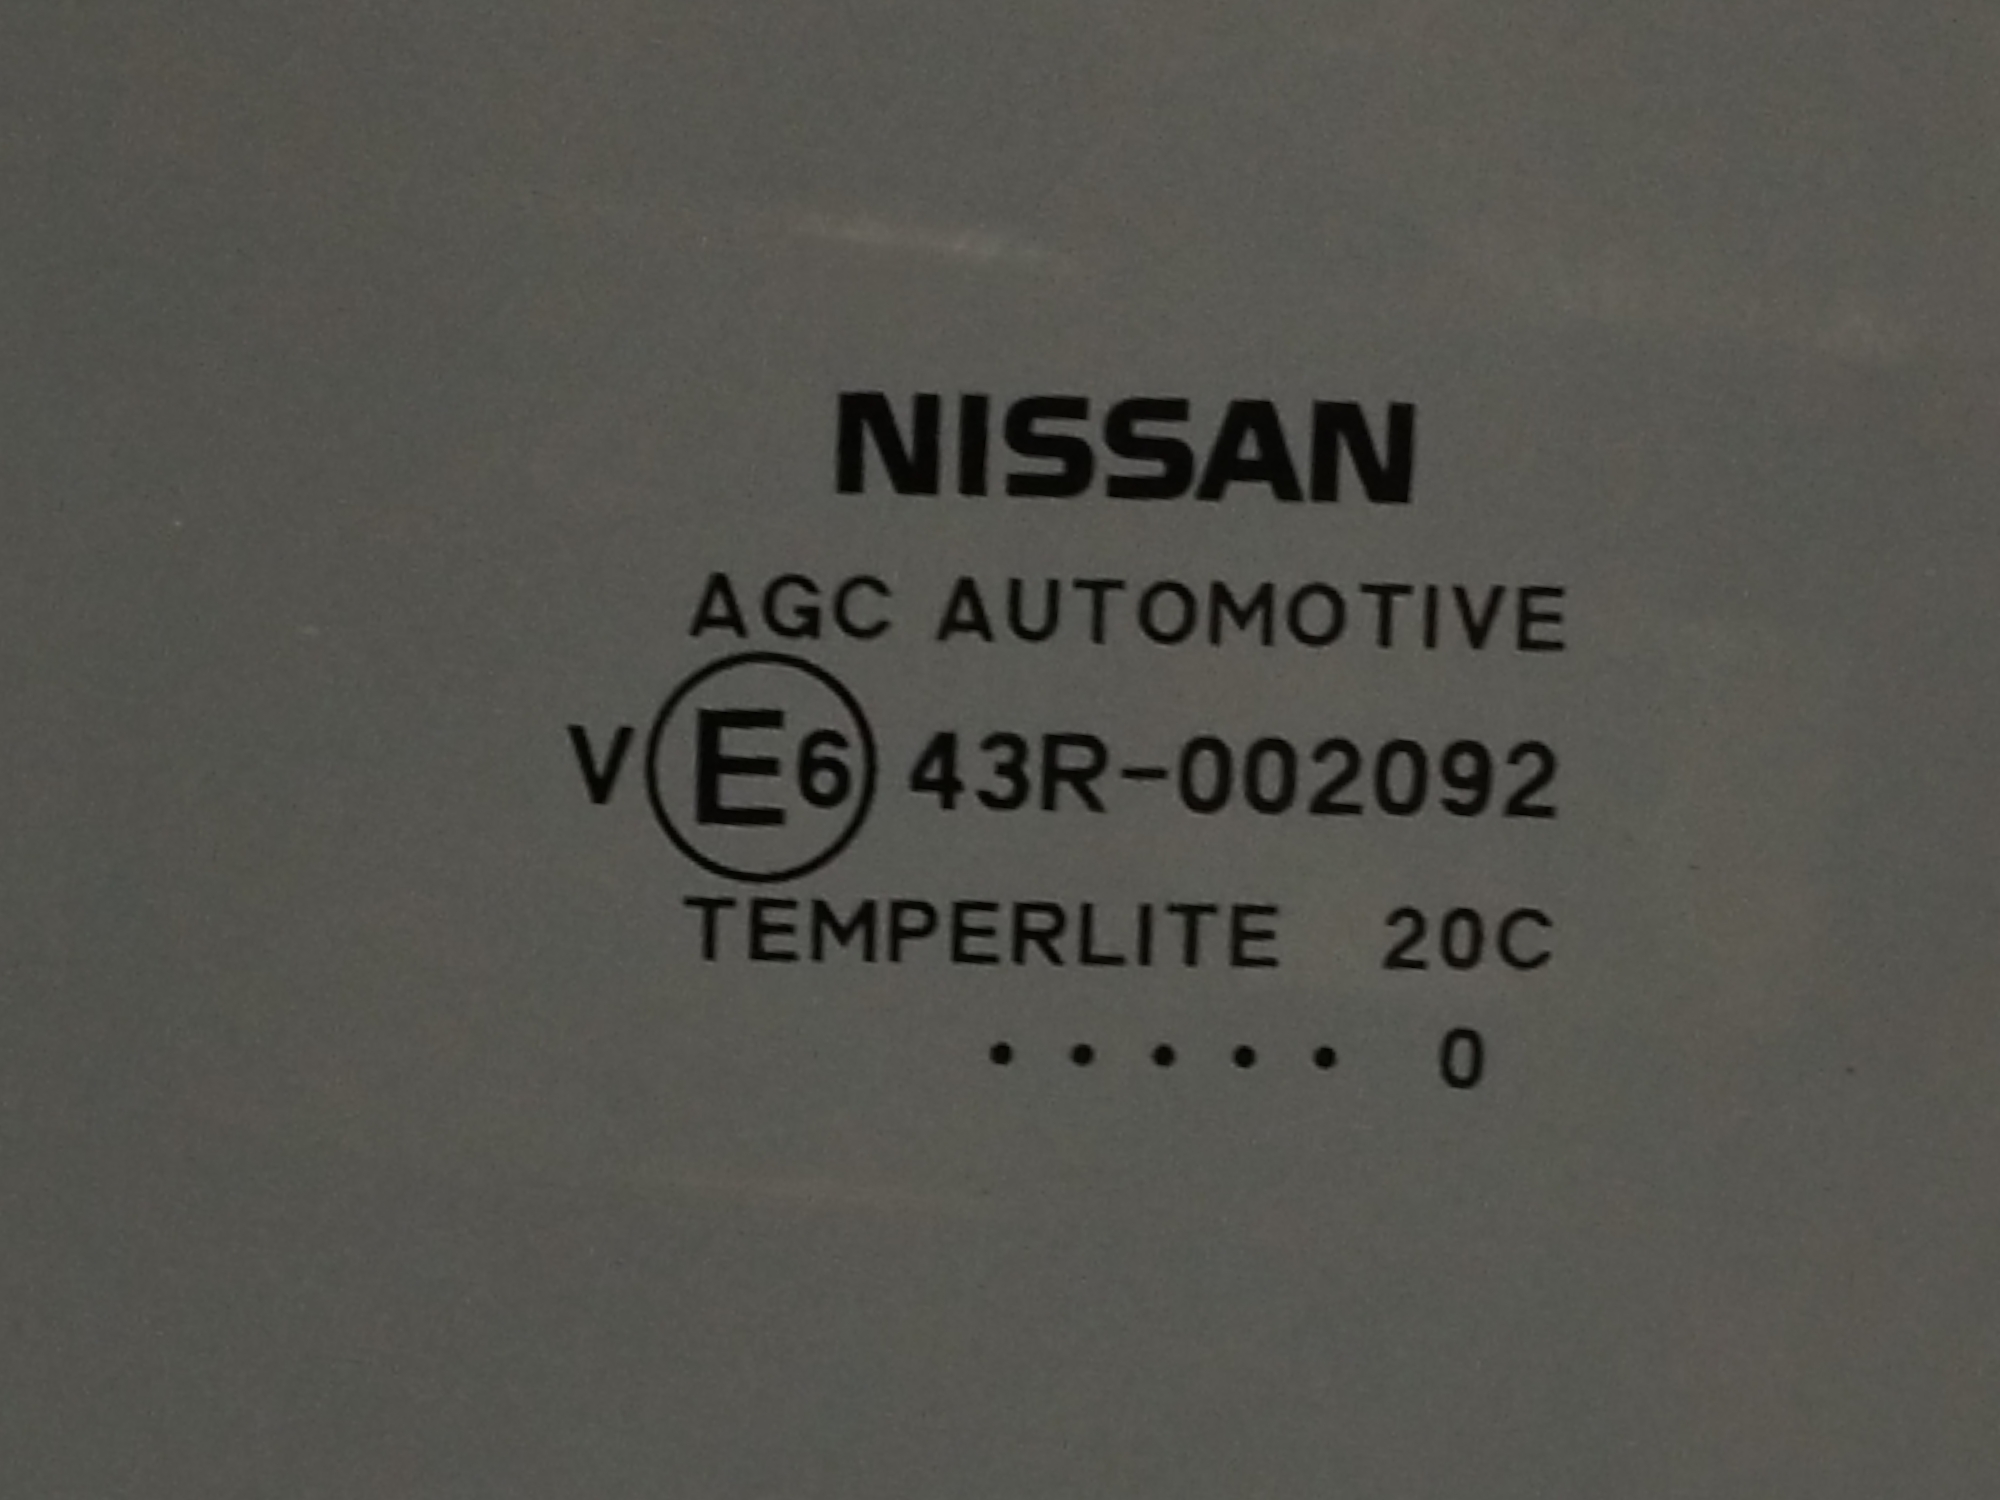 NISSAN
AGC AUTOMOTIVE
V E6 43R-002092
TEMPERLITE 20C
• • • • • 0